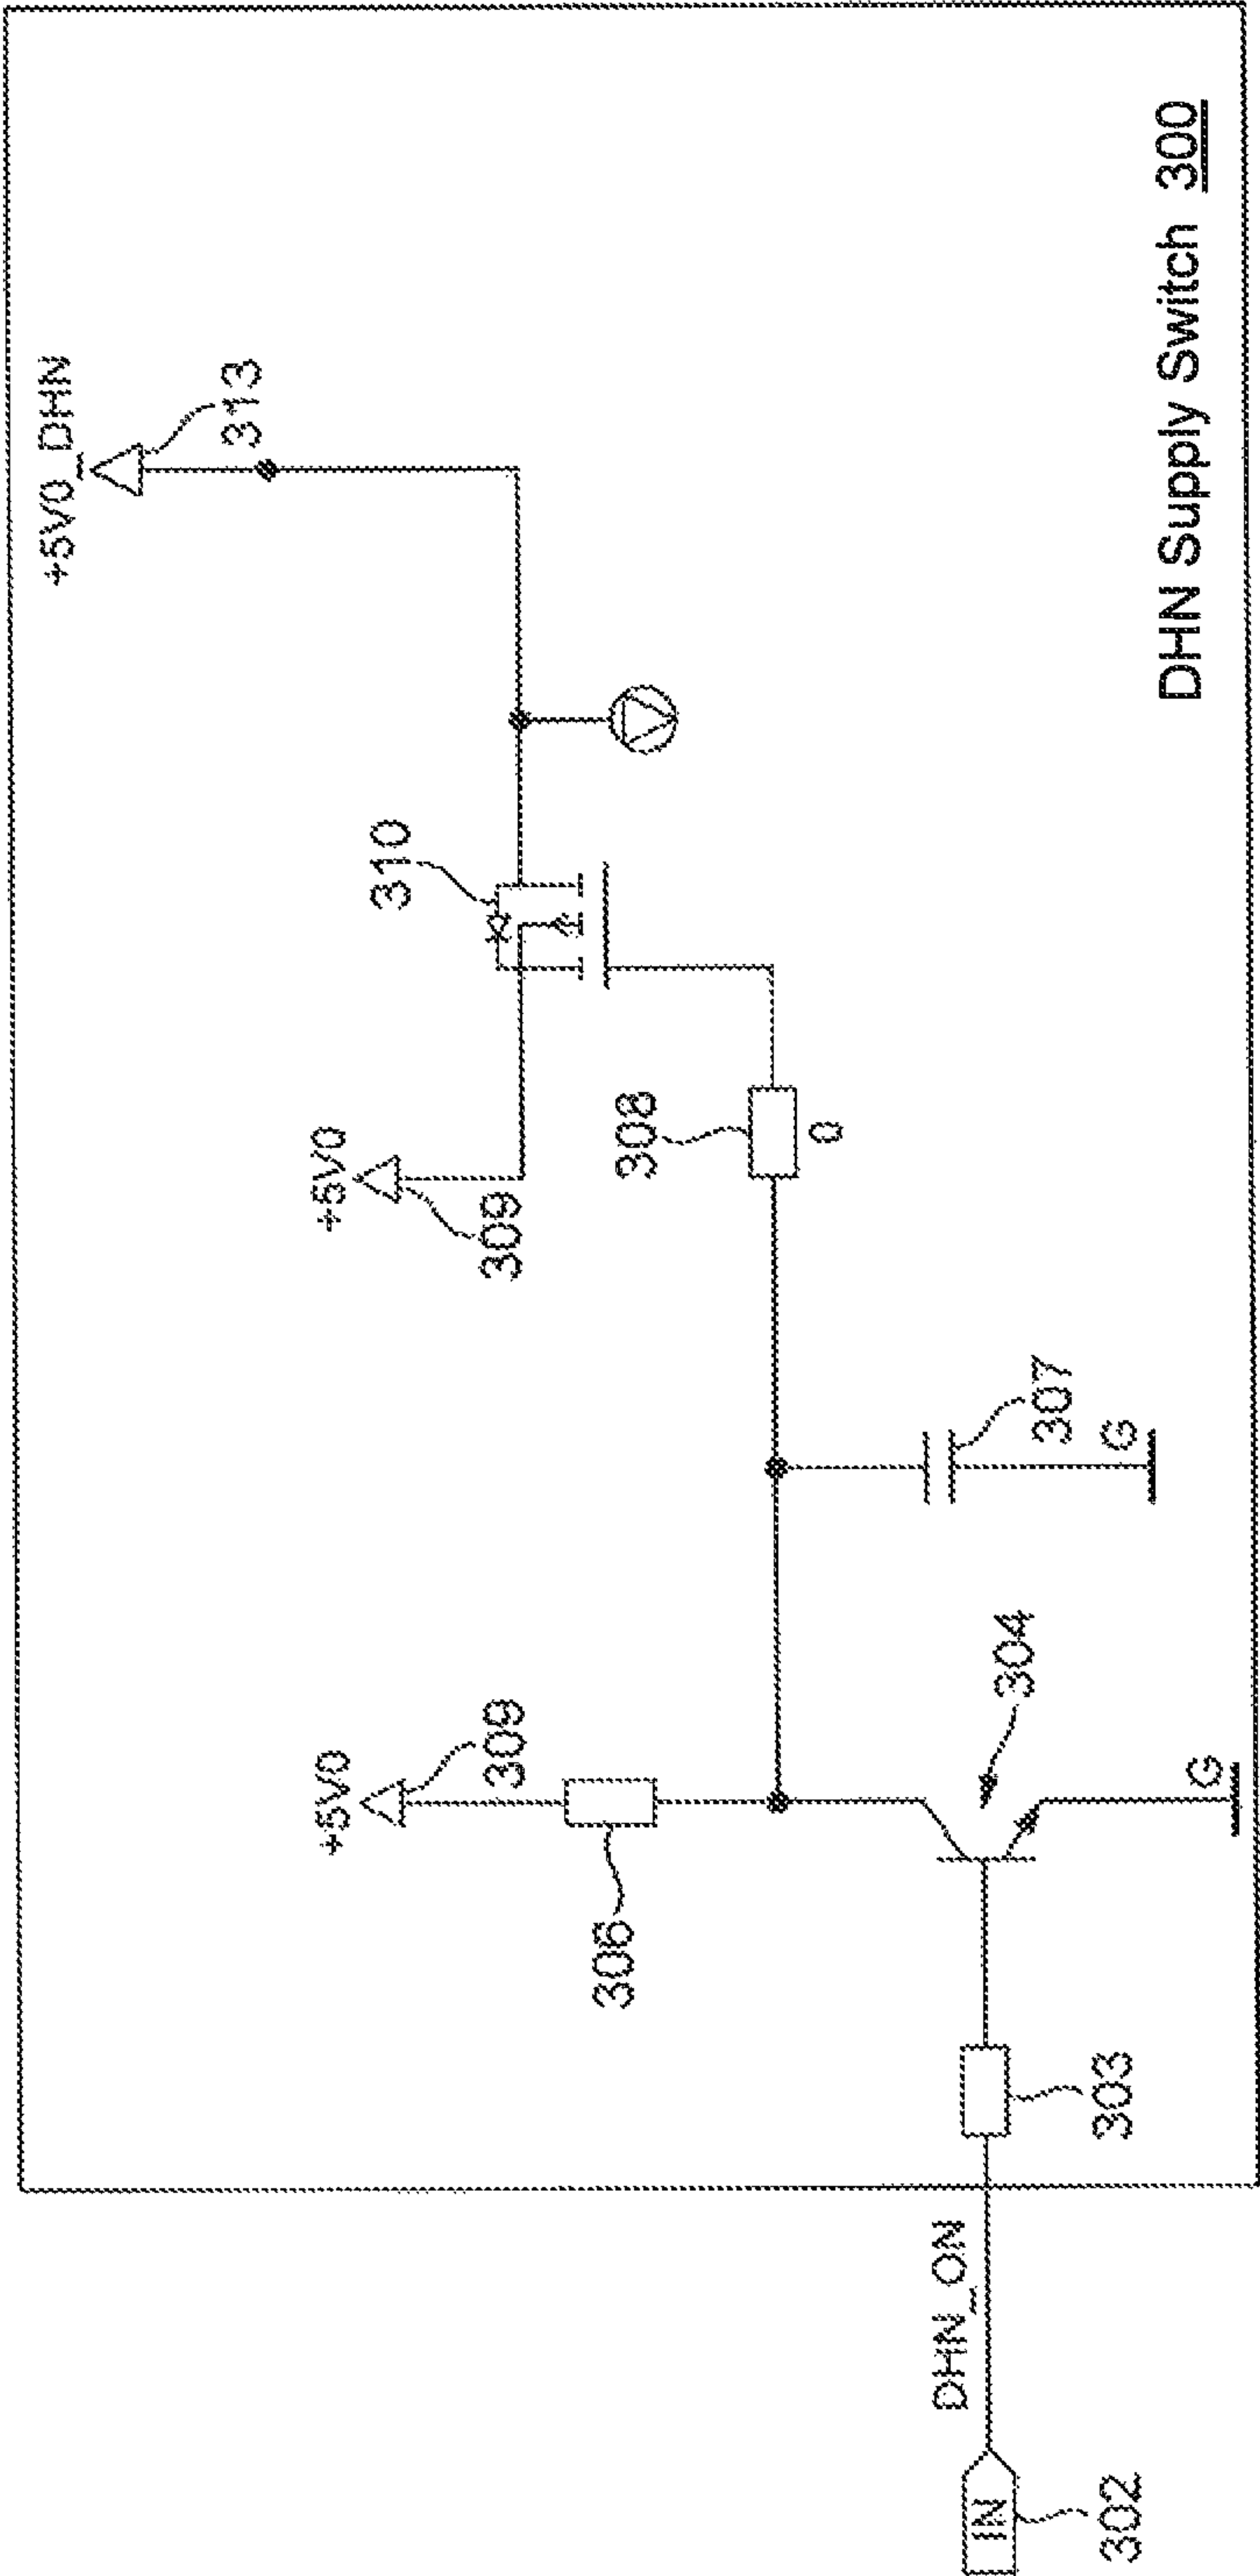 +5V0_DHN
313
310
+5V0
309
308
0
+5V0
309
306
307
G
304
G
303
DHN_ON
IN
302
DHN Supply Switch 300